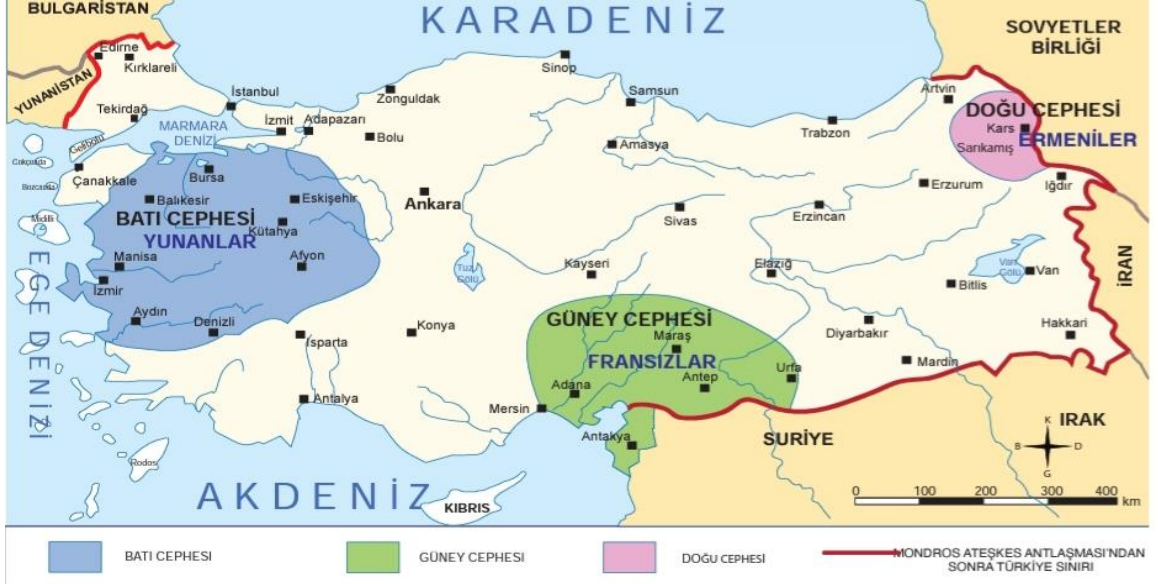 BULGARİSTAN
KARADENİZ
SOVYETLER
BİRLİĞİ
Edirne
Kırklareli
YUNANİSTAN
Tekirdağ
İstanbul
Zonguldak
Sinop
Samsun
Artvin
DOĞU CEPHESİ
MARMARA
DENİZİ
İzmit
Adapazarı
Bolu
Amasya
Trabzon
Kars
ERMENİLER
Sarıkamış
Gelibolu
Gökçeada
Çanakkale
Bozcaada
Bursa
Erzurum
Iğdır
Balıkesir
Eskişehir
Ankara
BATI CEPHESİ
Kütahya
Sivas
Erzincan
Midilli
YUNANLAR
EGE DENİZİ
Manisa
Afyon
Tuz
Gölü
Kayseri
Elazığ
Van
Gölü
Van
İRAN
İzmir
Bitlis
Aydın
Denizli
Isparta
Konya
GÜNEY CEPHESİ
Maraş
Diyarbakır
Hakkari
FRANSIZLAR
Adana
Antep
Urfa
Mardin
Antalya
Mersin
Antakya
SURİYE
IRAK
K
B
D
G
Rodos
AKDENİZ
KIBRIS
0 100 200 300 400 km
BATI CEPHESI
GÜNEY CEPHESI
DOĞU CEPHESİ
MONDROS ATEŞKES ANTLAŞMASI'NDAN
SONRA TÜRKİYE SINIRI